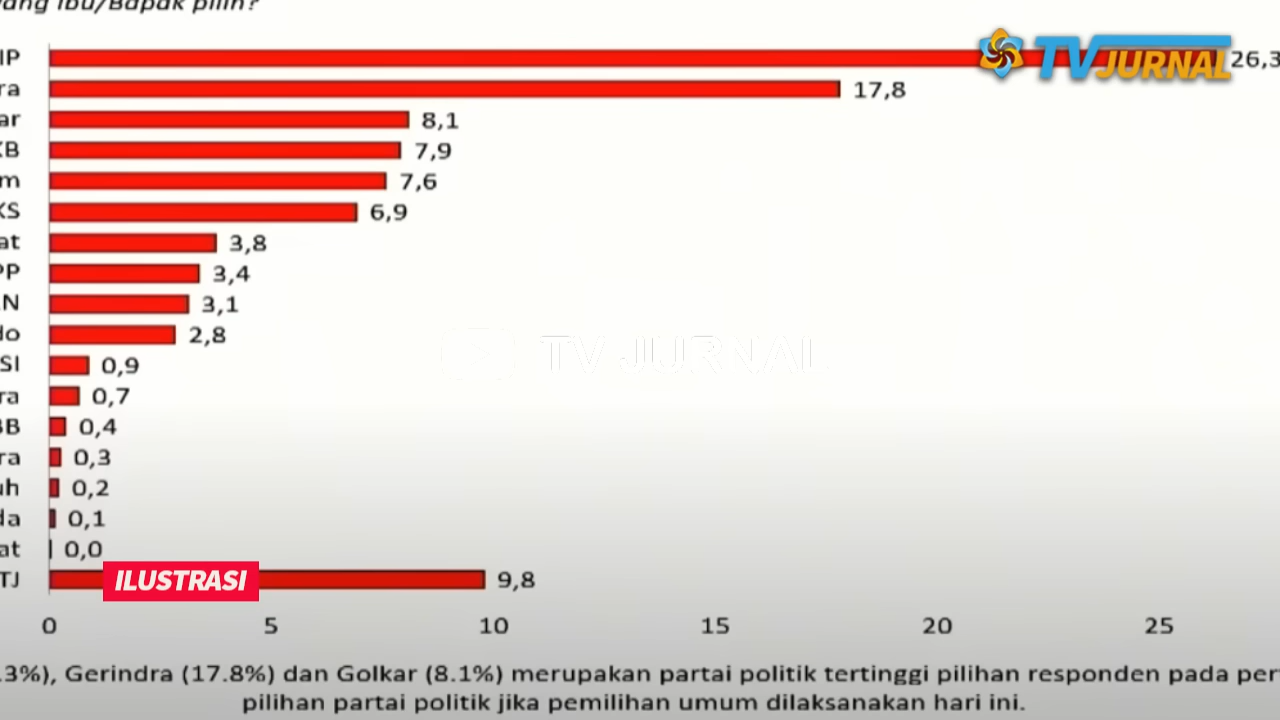 yang Ibu/Bapak pilih?
TV JURNAL
IP 26,3
ra 17,8
ar 8,1
KB 7,9
m 7,6
KS 6,9
at 3,8
PP 3,4
N 3,1
do 2,8
SI 0,9
ra 0,7
BB 0,4
ra 0,3
uh 0,2
da 0,1
at 0,0
TJ 9,8
TV JURNAL
ILUSTRASI
0 5 10 15 20 25
.3%), Gerindra (17.8%) dan Golkar (8.1%) merupakan partai politik tertinggi pilihan responden pada per
pilihan partai politik jika pemilihan umum dilaksanakan hari ini.